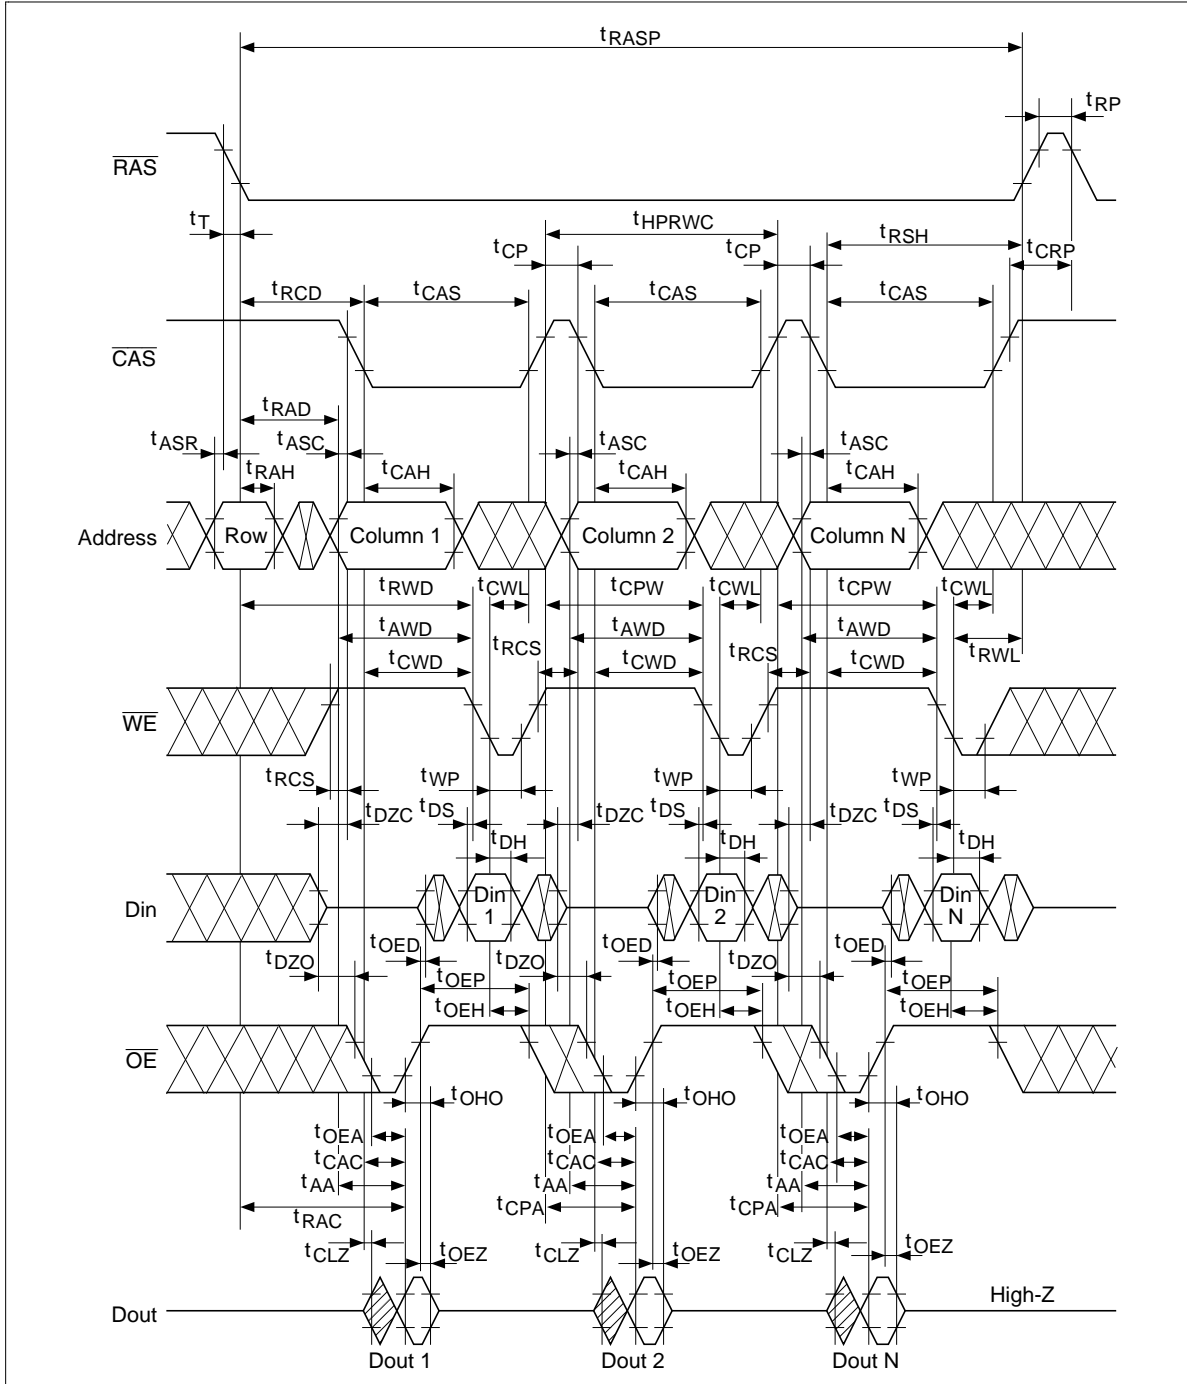 tRASP
tRP
RAS
tT
tHPRWC
tRSH
tCP
tCP
tCRP
tRCD
tCAS
tCAS
tCAS
CAS
tRAD
tASR
tASC
tASC
tASC
tRAH
tCAH
tCAH
tCAH
Address
Row
Column 1
Column 2
Column N
tRWD
tCWL
tCPW
tCWL
tCPW
tCWL
tAWD
tAWD
tAWD
tRCS
tRCS
tRWL
tCWD
tCWD
tCWD
WE
tRCS
tWP
tWP
tWP
tDZC
tDS
tDZC
tDS
tDZC
tDS
tDH
tDH
tDH
Din
Din 1
Din 2
Din N
tOED
tOED
tOED
tDZO
tDZO
tDZO
tOEP
tOEP
tOEP
tOEH
tOEH
tOEH
OE
tOHO
tOHO
tOHO
tOEA
tOEA
tOEA
tCAC
tCAC
tCAC
tAA
tAA
tAA
tRAC
tCPA
tCPA
tCLZ
tOEZ
tCLZ
tOEZ
tCLZ
tOEZ
Dout
High-Z
Dout 1
Dout 2
Dout N